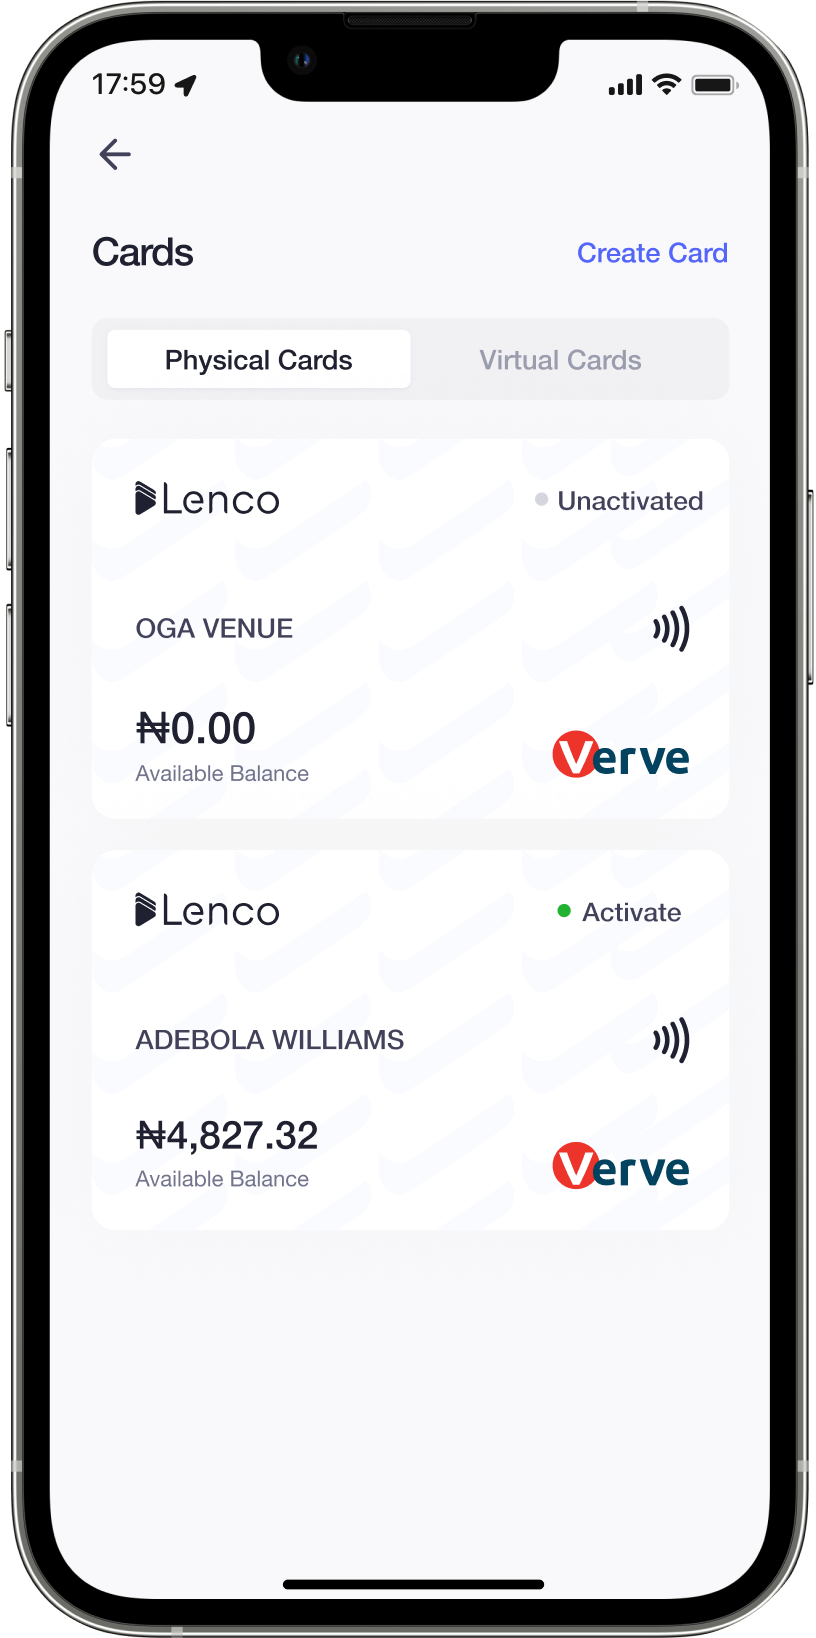 17:59
Cards
Create Card
Physical Cards
Virtual Cards
Lenco
Unactivated
OGA VENUE
₦0.00
Available Balance
Verve
Lenco
Activate
ADEBOLA WILLIAMS
₦4,827.32
Available Balance
Verve